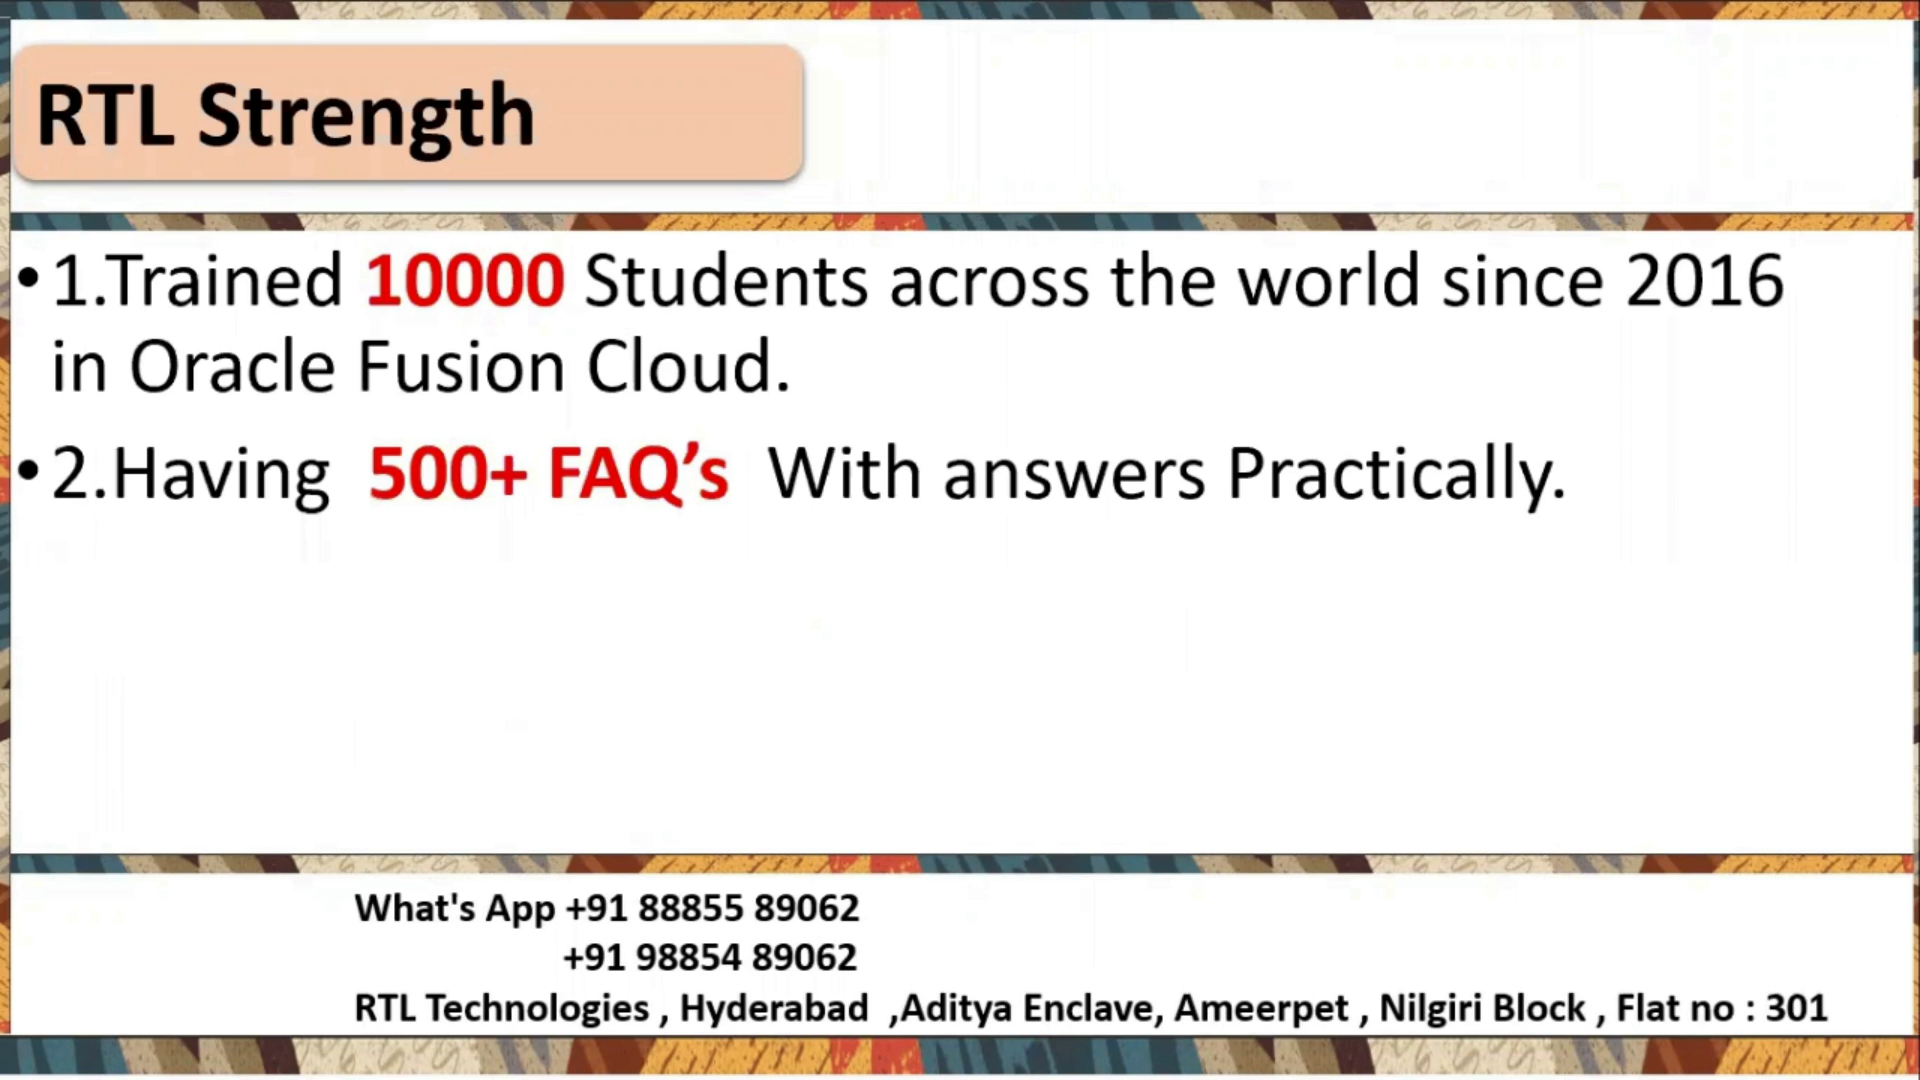 RTL Strength
•1.Trained 10000 Students across the world since 2016
in Oracle Fusion Cloud.
•2.Having 500+ FAQ’s With answers Practically.
What's App +91 88855 89062
+91 98854 89062
RTL Technologies , Hyderabad ,Aditya Enclave, Ameerpet , Nilgiri Block , Flat no : 301